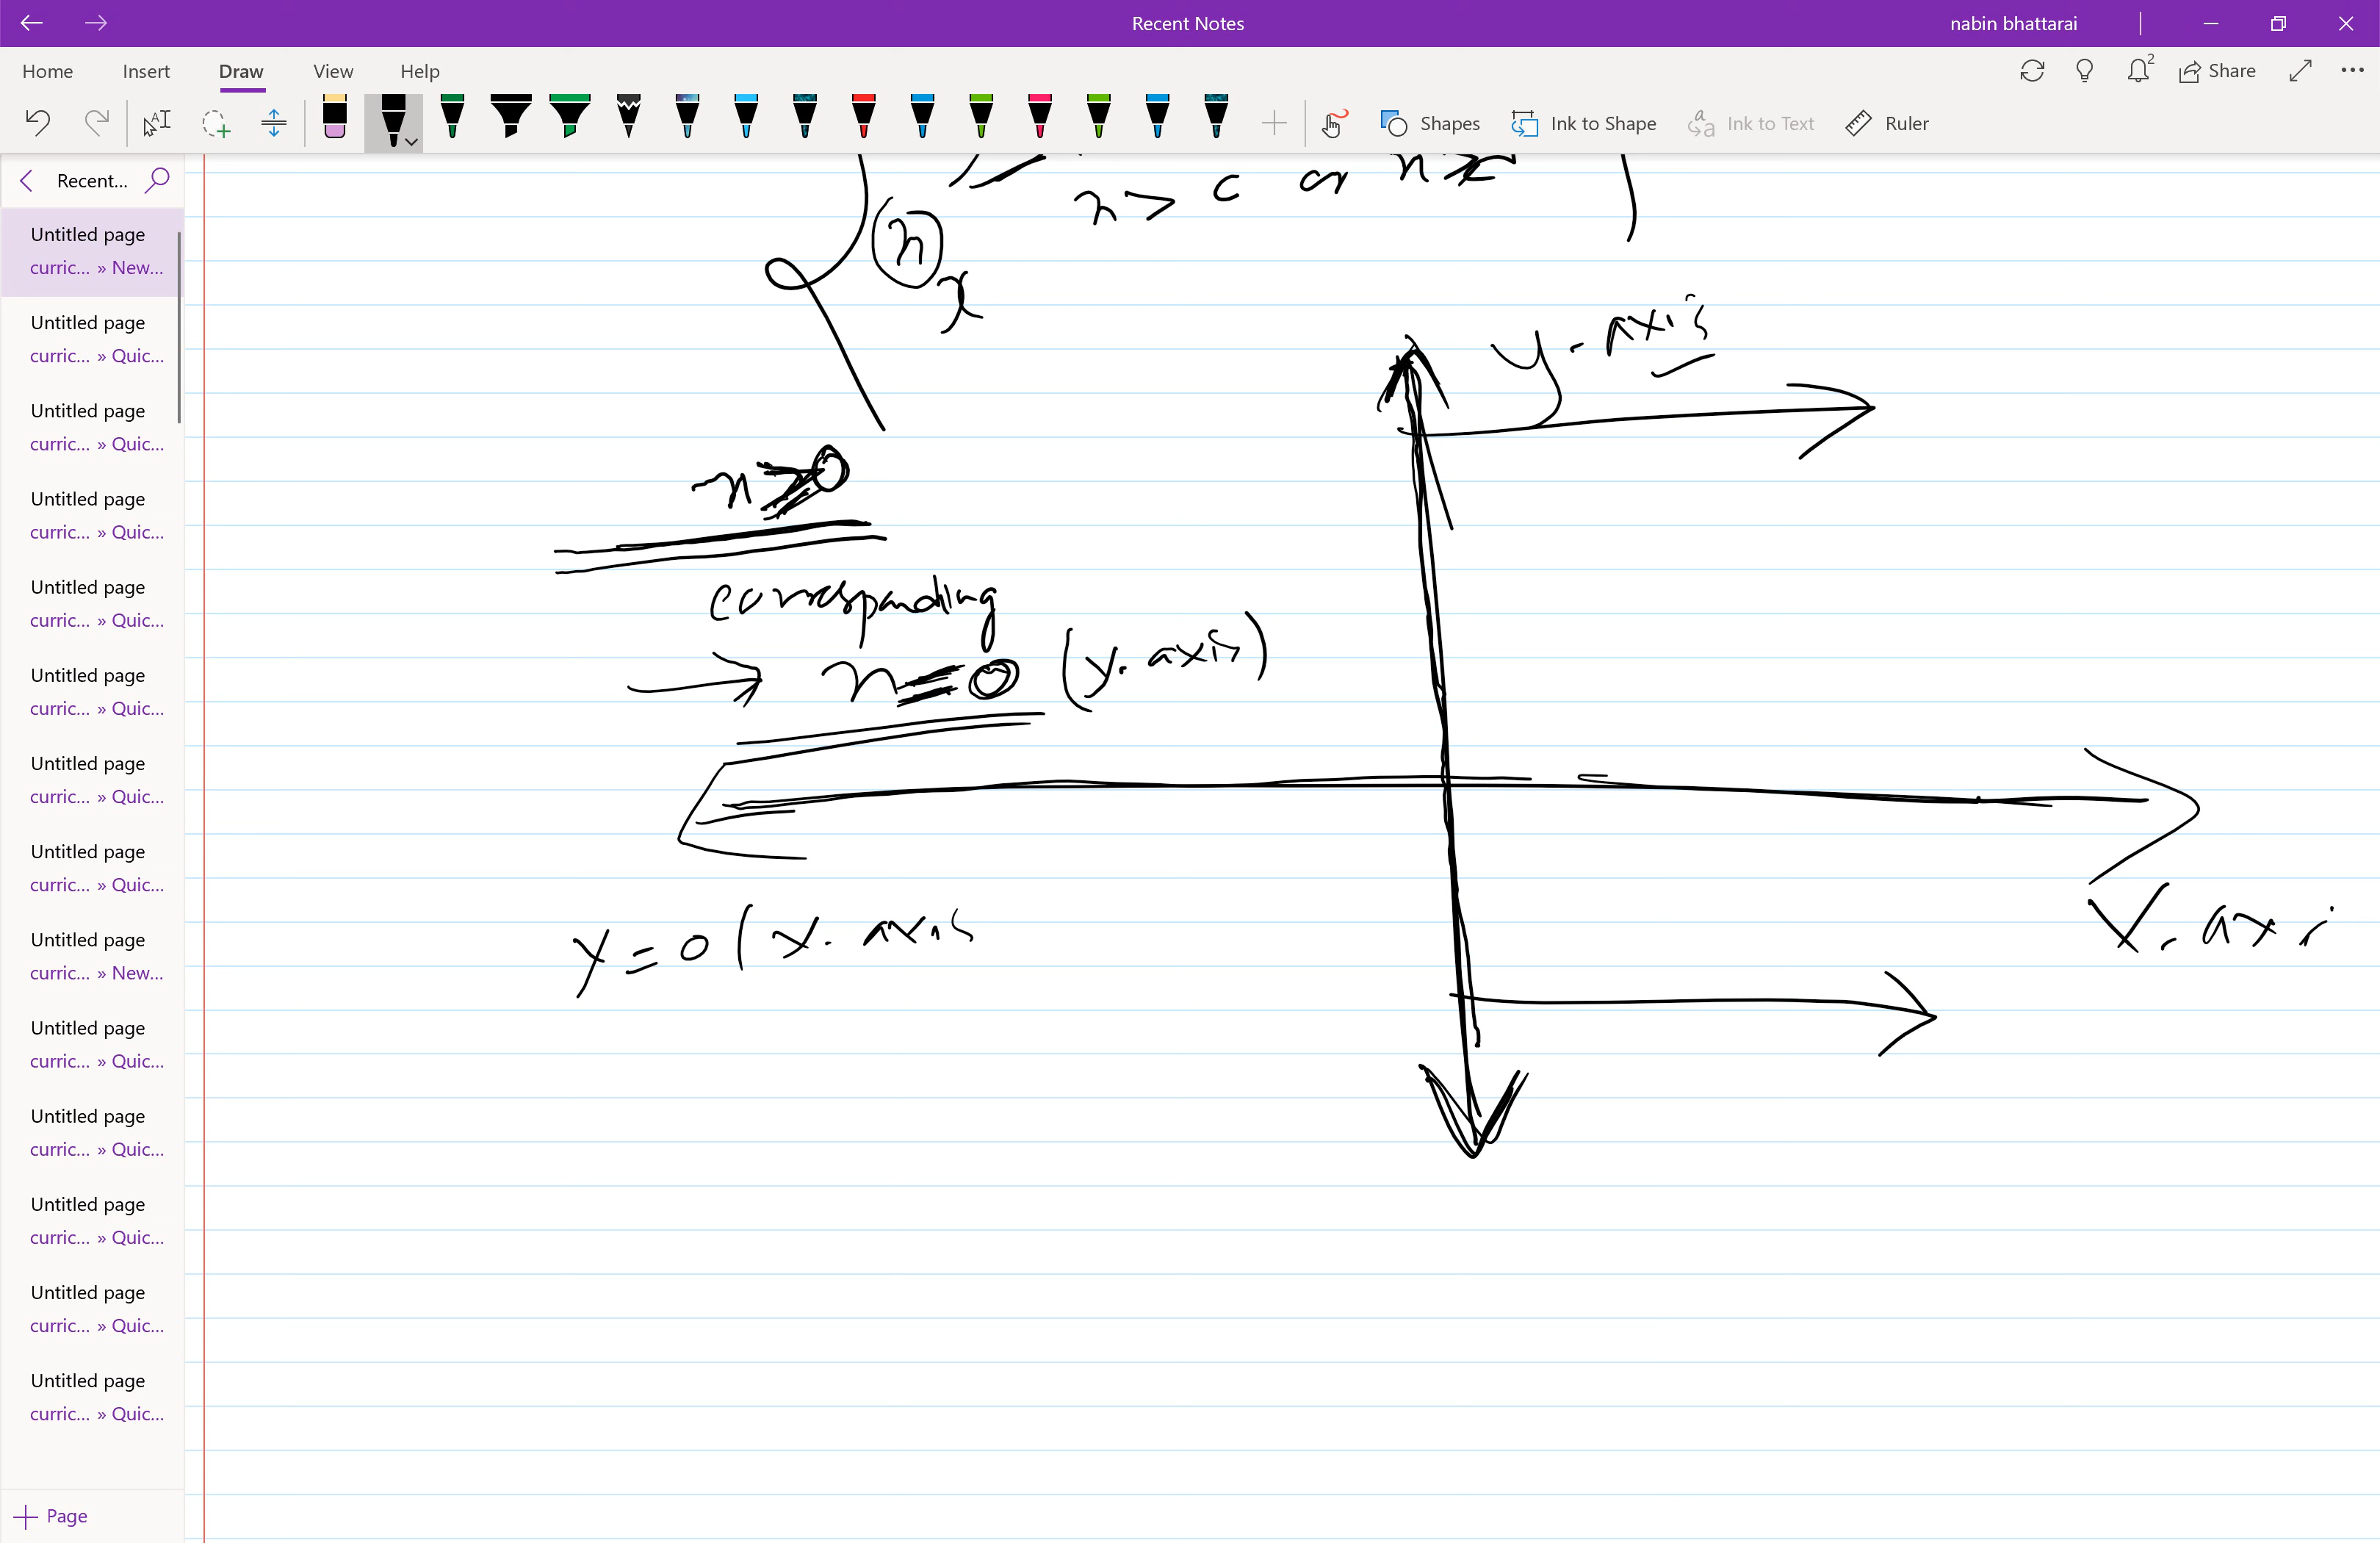 Recent Notes
nabin bhattarai
Home Insert Draw View Help
2 Share
Shapes Ink to Shape Ink to Text Ruler
Recent...
Untitled page
curric... » New...
Untitled page
curric... » Quic...
Untitled page
curric... » Quic...
Untitled page
curric... » Quic...
Untitled page
curric... » Quic...
Untitled page
curric... » Quic...
Untitled page
curric... » Quic...
Untitled page
curric... » Quic...
Untitled page
curric... » New...
Untitled page
curric... » Quic...
Untitled page
curric... » Quic...
Untitled page
curric... » Quic...
Untitled page
curric... » Quic...
Untitled page
curric... » Quic...
Page
x > c or x ≥
x
x
y-axis
x ≥ 0
corresponding
→ x = 0 (y-axis)
X-axi
y = 0 (x-axis